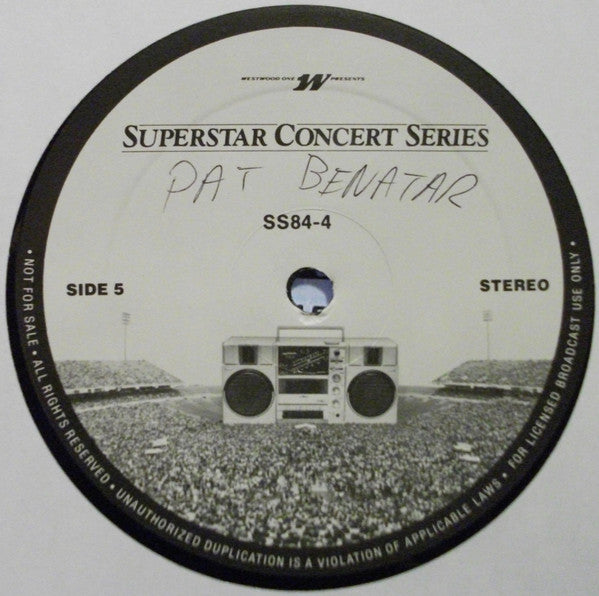 WESTWOOD ONE W PRESENTS
SUPERSTAR CONCERT SERIES
PAT BENATAR
SS84-4
SIDE 5
STEREO
• NOT FOR SALE • ALL RIGHTS RESERVED • UNAUTHORIZED DUPLICATION IS A VIOLATION OF APPLICABLE LAWS • FOR LICENSED BROADCAST USE ONLY •